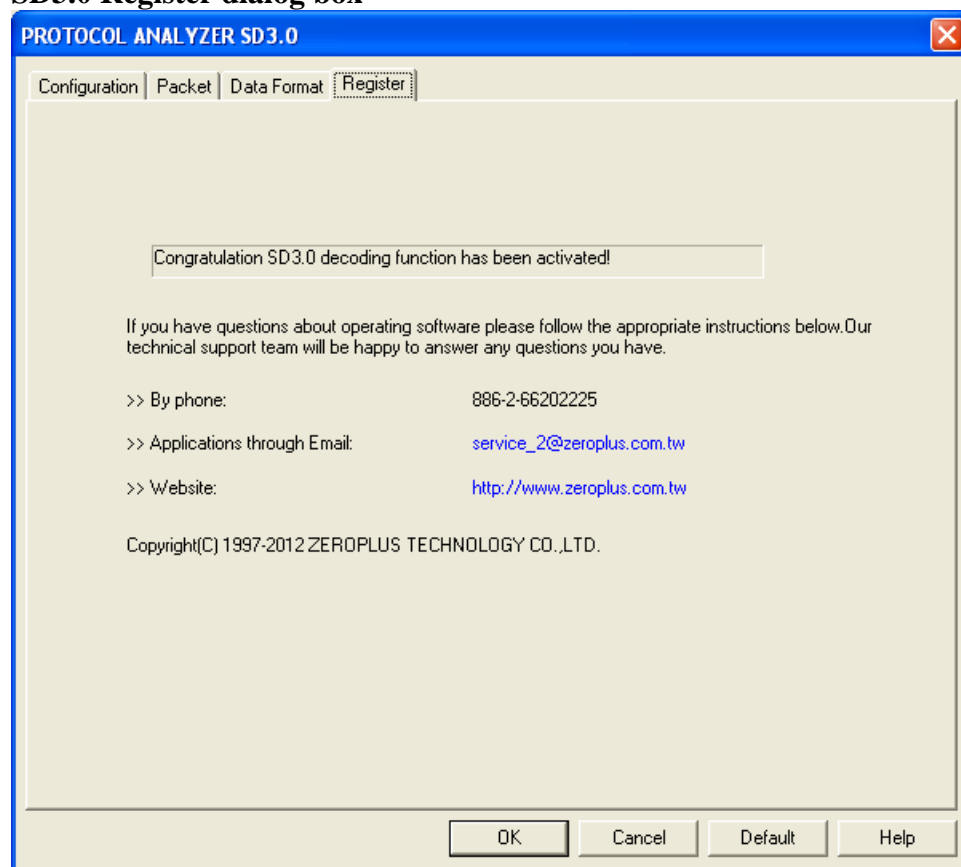 SD3.0 Register dialog box
PROTOCOL ANALYZER SD3.0
Configuration Packet Data Format Register
Congratulation SD3.0 decoding function has been activated!
If you have questions about operating software please follow the appropriate instructions below.Our
technical support team will be happy to answer any questions you have.
>> By phone: 886-2-66202225
>> Applications through Email: service_2@zeroplus.com.tw
>> Website: http://www.zeroplus.com.tw
Copyright(C) 1997-2012 ZEROPLUS TECHNOLOGY CO.,LTD.
OK Cancel Default Help